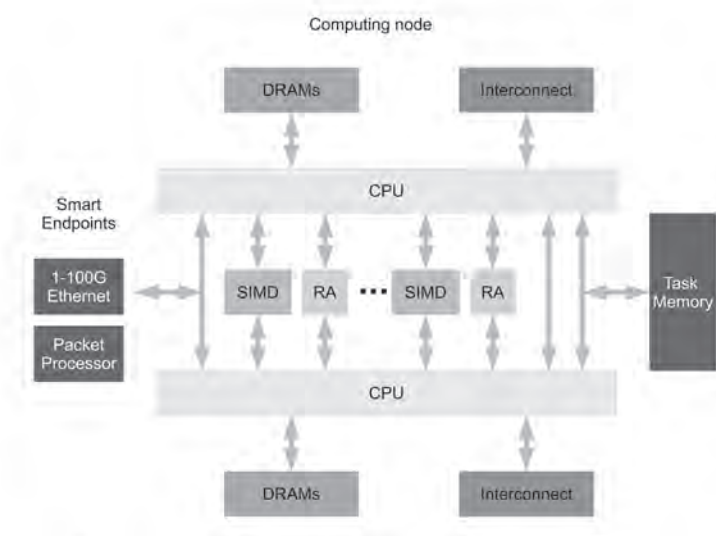 Computing node
DRAMs
Interconnect
CPU
Smart
Endpoints
1-100G
Ethernet
SIMD
RA
SIMD
RA
Task
Memory
Packet
Processor
CPU
DRAMs
Interconnect